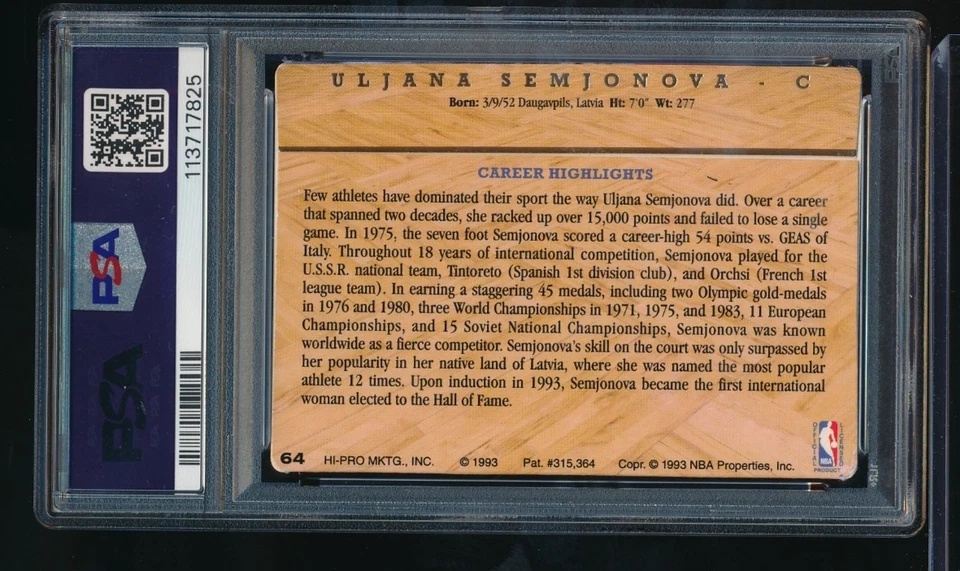 ULJANA SEMJONOVA - C
Born: 3/9/52 Daugavpils, Latvia Ht: 7'0" Wt: 277
CAREER HIGHLIGHTS
Few athletes have dominated their sport the way Uljana Semjonova did. Over a career
that spanned two decades, she racked up over 15,000 points and failed to lose a single
game. In 1975, the seven foot Semjonova scored a career-high 54 points vs. GEAS of
Italy. Throughout 18 years of international competition, Semjonova played for the
U.S.S.R. national team, Tintoreto (Spanish 1st division club), and Orchsi (French 1st
league team). In earning a staggering 45 medals, including two Olympic gold-medals
in 1976 and 1980, three World Championships in 1971, 1975, and 1983, 11 European
Championships, and 15 Soviet National Championships, Semjonova was known
worldwide as a fierce competitor. Semjonova's skill on the court was only surpassed by
her popularity in her native land of Latvia, where she was named the most popular
athlete 12 times. Upon induction in 1993, Semjonova became the first international
woman elected to the Hall of Fame.
64 HI-PRO MKTG., INC. © 1993 Pat. #315,364 Copr. © 1993 NBA Properties, Inc.
OFFICIAL LICENSED
NBA
PRODUCT
113717825
PSA
PSA